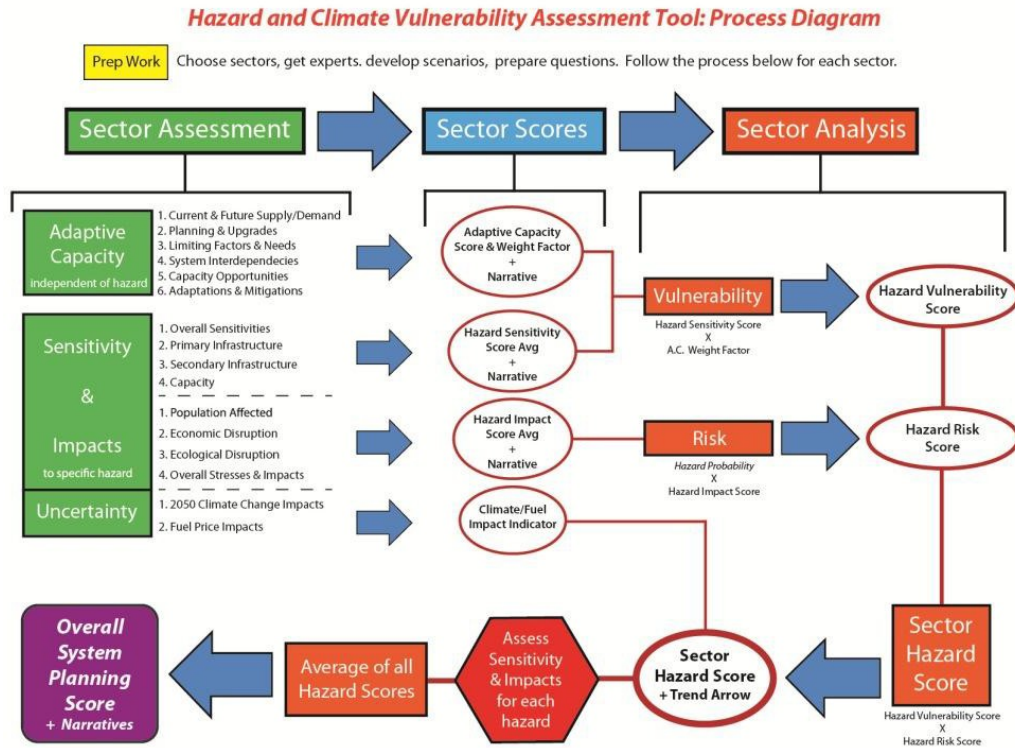 Hazard and Climate Vulnerability Assessment Tool: Process Diagram
Prep Work
Choose sectors, get experts. develop scenarios, prepare questions. Follow the process below for each sector.
Sector Assessment
Sector Scores
Sector Analysis
Adaptive
Capacity
independent of hazard
1. Current & Future Supply/Demand
2. Planning & Upgrades
3. Limiting Factors & Needs
4. System Interdependecies
5. Capacity Opportunities
6. Adaptations & Mitigations
Adaptive Capacity
Score & Weight Factor
+
Narrative
Vulnerability
Hazard Sensitivity Score
X
A.C. Weight Factor
Hazard Vulnerability
Score
Sensitivity
&
Impacts
to specific hazard
1. Overall Sensitivities
2. Primary Infrastructure
3. Secondary Infrastructure
4. Capacity
Hazard Sensitivity
Score Avg
+
Narrative
1. Population Affected
2. Economic Disruption
3. Ecological Disruption
4. Overall Stresses & Impacts
Hazard Impact
Score Avg
+
Narrative
Risk
Hazard Probability
X
Hazard Impact Score
Hazard Risk
Score
Uncertainty
1. 2050 Climate Change Impacts
2. Fuel Price Impacts
Climate/Fuel
Impact Indicator
Overall
System
Planning
Score
+ Narratives
Average of all
Hazard Scores
Assess
Sensitivity
& Impacts
for each
hazard
Sector
Hazard Score
+ Trend Arrow
Sector
Hazard
Score
Hazard Vulnerability Score
X
Hazard Risk Score